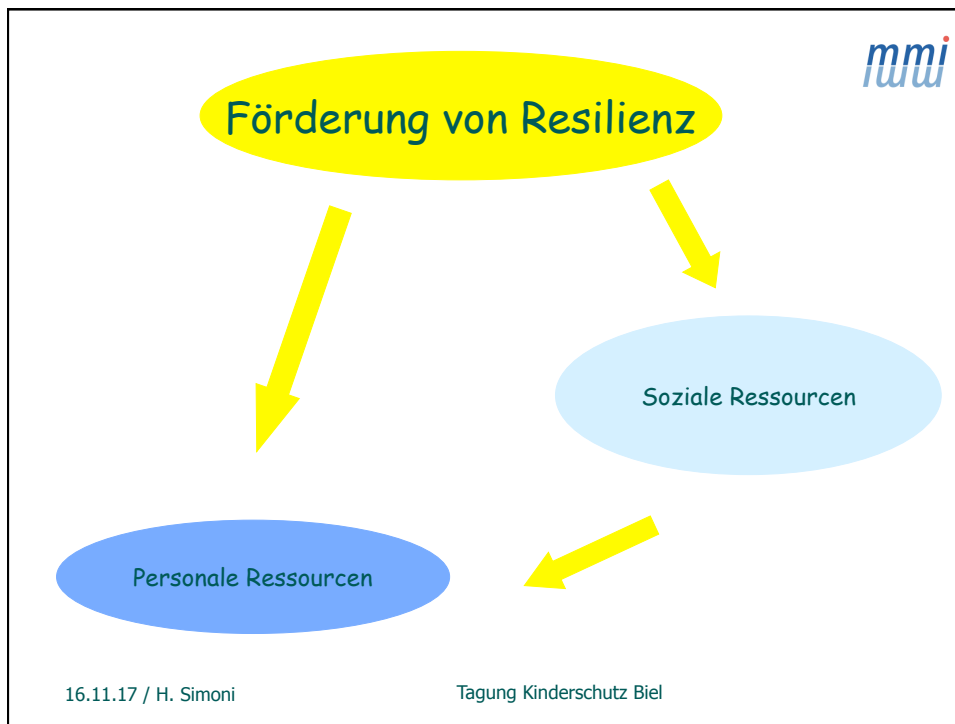 mmi
Förderung von Resilienz
Soziale Ressourcen
Personale Ressourcen
16.11.17 / H. Simoni
Tagung Kinderschutz Biel